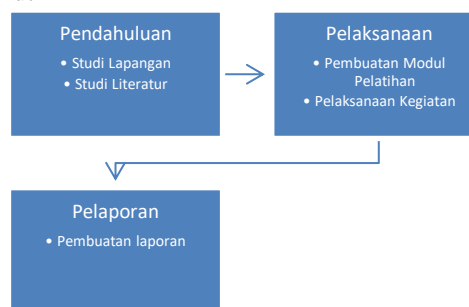 Pendahuluan
• Studi Lapangan
• Studi Literatur
Pelaksanaan
• Pembuatan Modul
Pelatihan
• Pelaksanaan Kegiatan
Pelaporan
• Pembuatan laporan